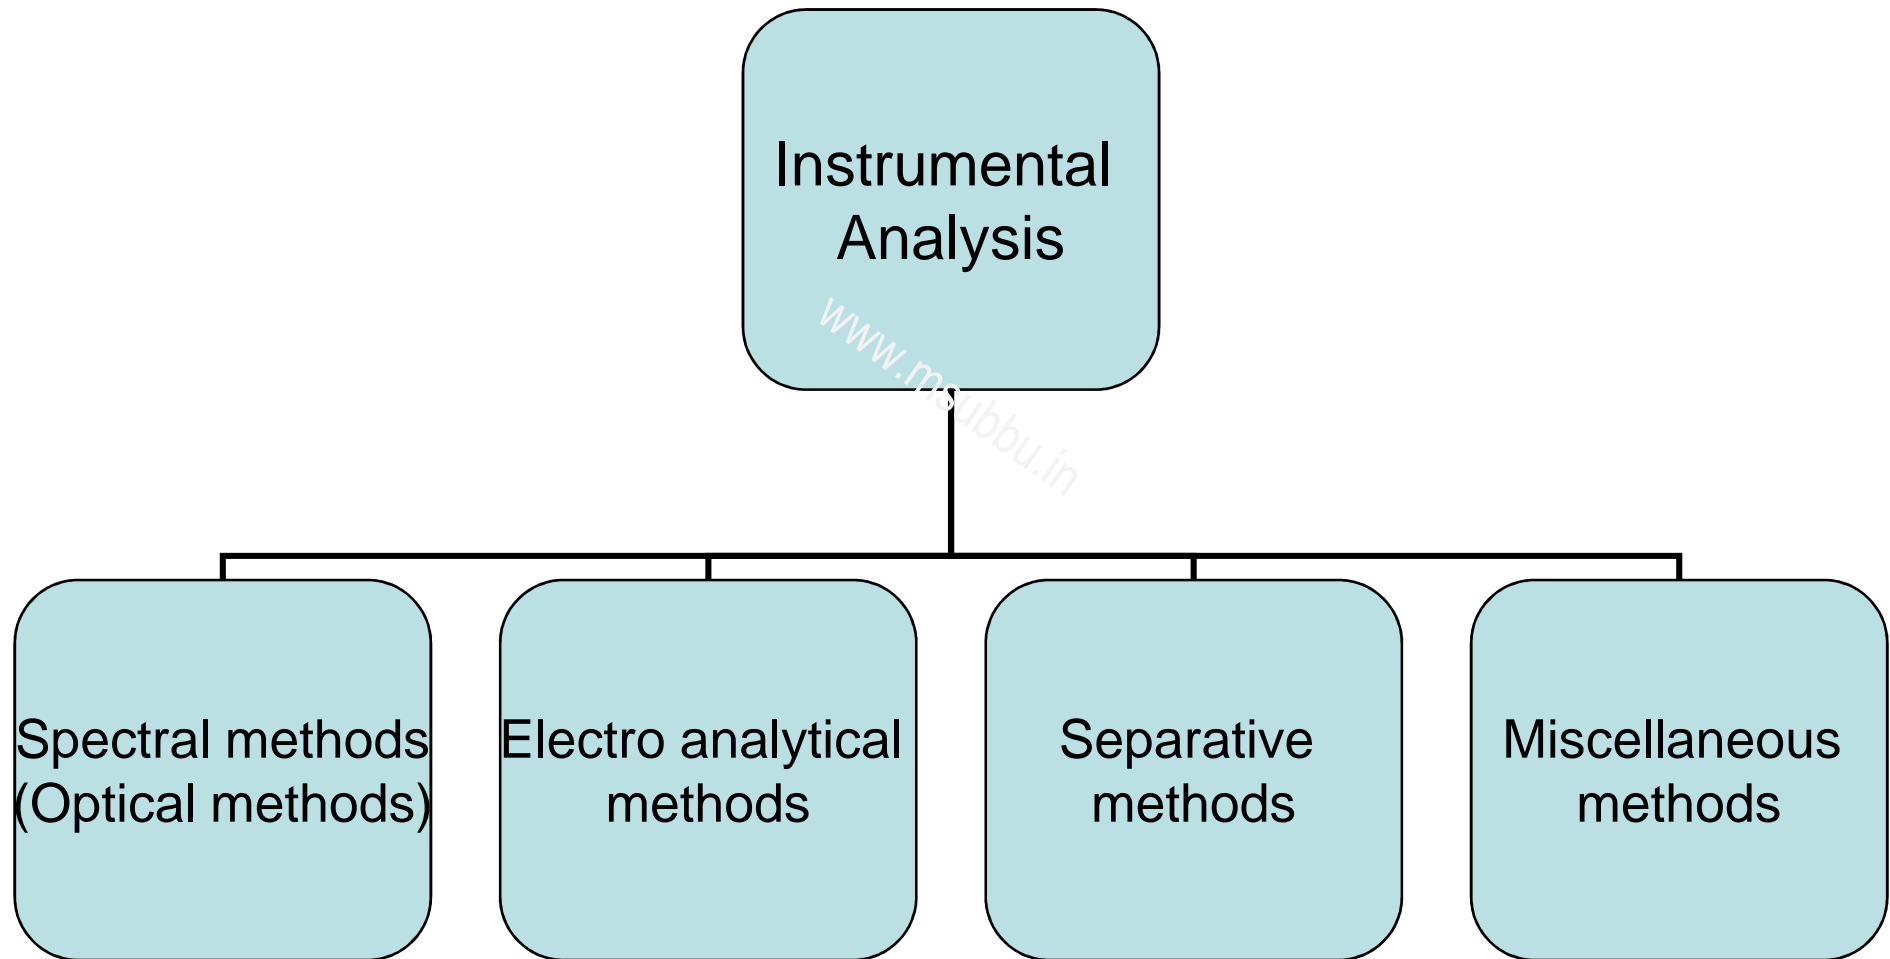 Instrumental
Analysis
www.msubbu.in
Spectral methods
(Optical methods)
Electro analytical
methods
Separative
methods
Miscellaneous
methods